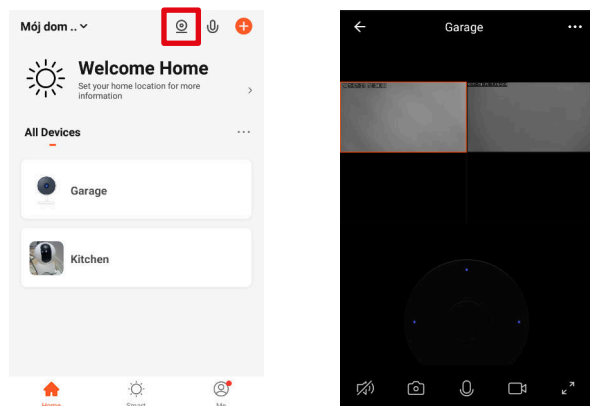 Mój dom ..
Welcome Home
Set your home location for more
information
All Devices
Garage
Kitchen
Home
Smart
Me
Garage